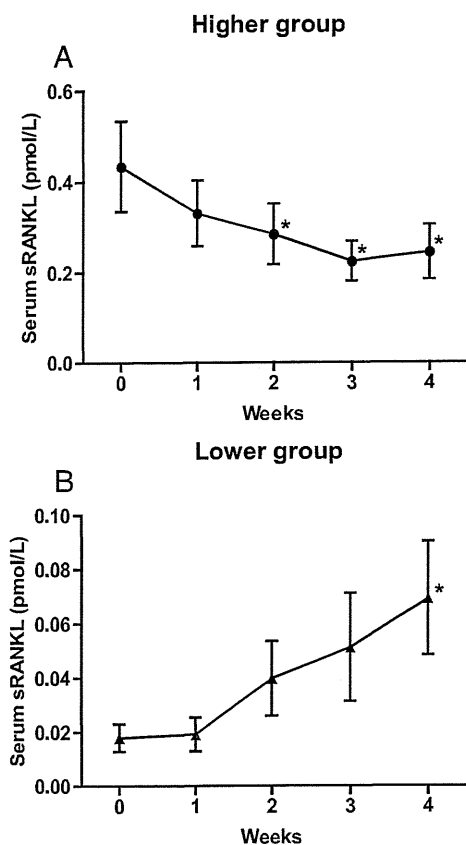 Higher group
A
Serum sRANKL (pmol/L)
0.6
0.4
0.2
0.0
*
*
*
0 1 2 3 4
Weeks
Lower group
B
Serum sRANKL (pmol/L)
0.10
0.08
0.06
0.04
0.02
0.00
*
0 1 2 3 4
Weeks